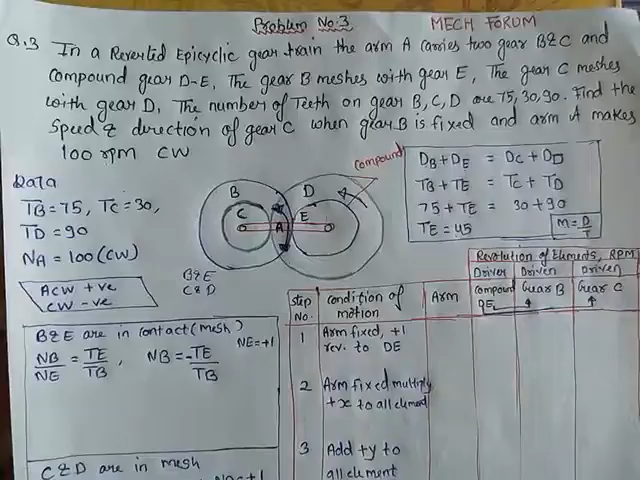 Problem No.3
MECH FORUM
Q.3 In a Reverted Epicyclic gear train the arm A carries two gear B&C and
compound gear D-E, The gear B meshes with gear E, The gear C meshes
with gear D, The number of Teeth on gear B, C, D are 75, 30, 90. Find the
Speed & direction of gear C when gear B is fixed and arm A makes
100 rpm CW
Data
TB = 75, TC = 30,
TD = 90
NA = 100 (CW)
ACW +ve
CW -ve
B
D
C
A
E
compound
B&E
C&D
DB + DE = DC + DD
TB + TE = TC + TD
75 + TE = 30 + 90
TE = 45
M = D/T
B&E are in contact (mesh)
NE = +1
NB/NE = TE/TB , NB = -TE/TB
C&D are in mesh
Revolution of Elements, RPM
Step No.
Condition of motion
Arm
Driver compound DE
Driven Gear B ↑
Driven Gear C ↑
1 Arm fixed, +1
rev. to DE
2 Arm fixed multiply
+x to all element
3 Add +y to
all element